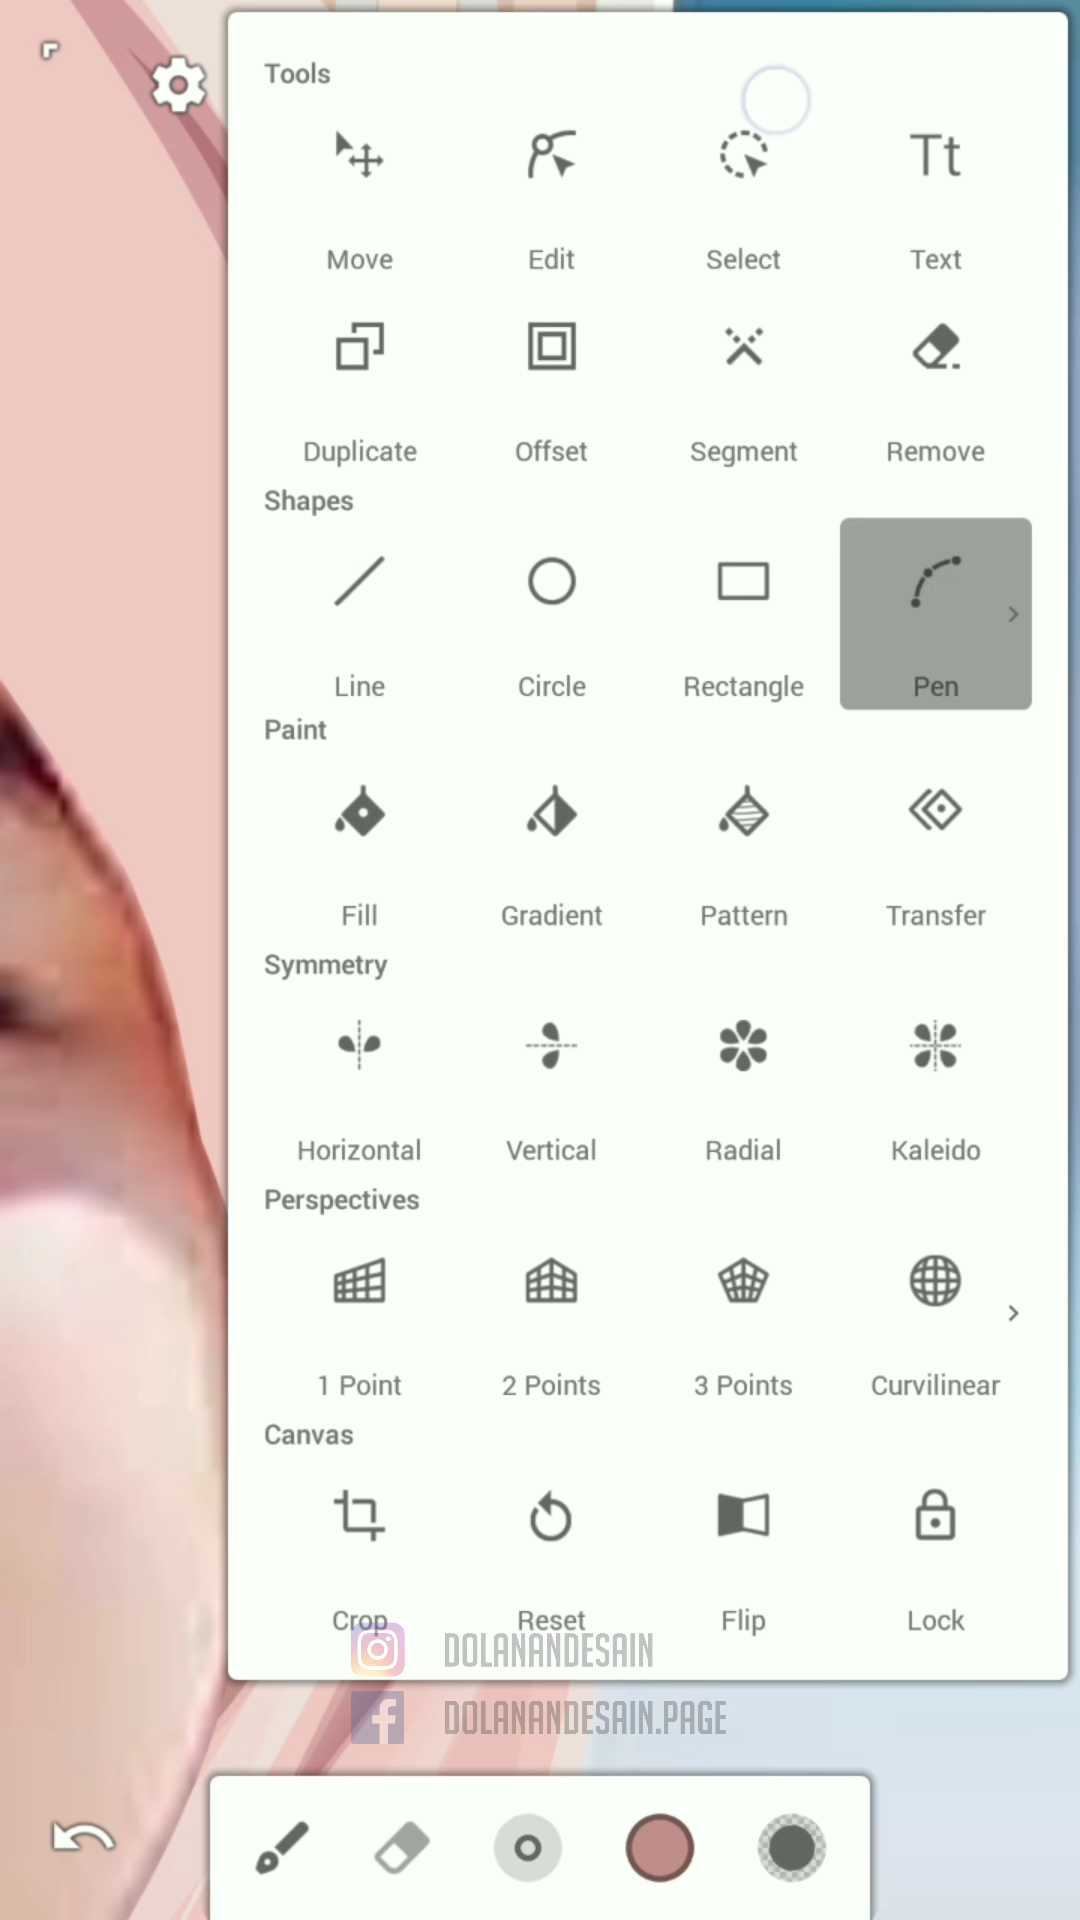 Tools
Move Edit Select Text
Duplicate Offset Segment Remove
Shapes
Line Circle Rectangle Pen
Paint
Fill Gradient Pattern Transfer
Symmetry
Horizontal Vertical Radial Kaleido
Perspectives
1 Point 2 Points 3 Points Curvilinear
Canvas
Crop Reset Flip Lock
DOLANANDESAIN
DOLANANDESAIN.PAGE